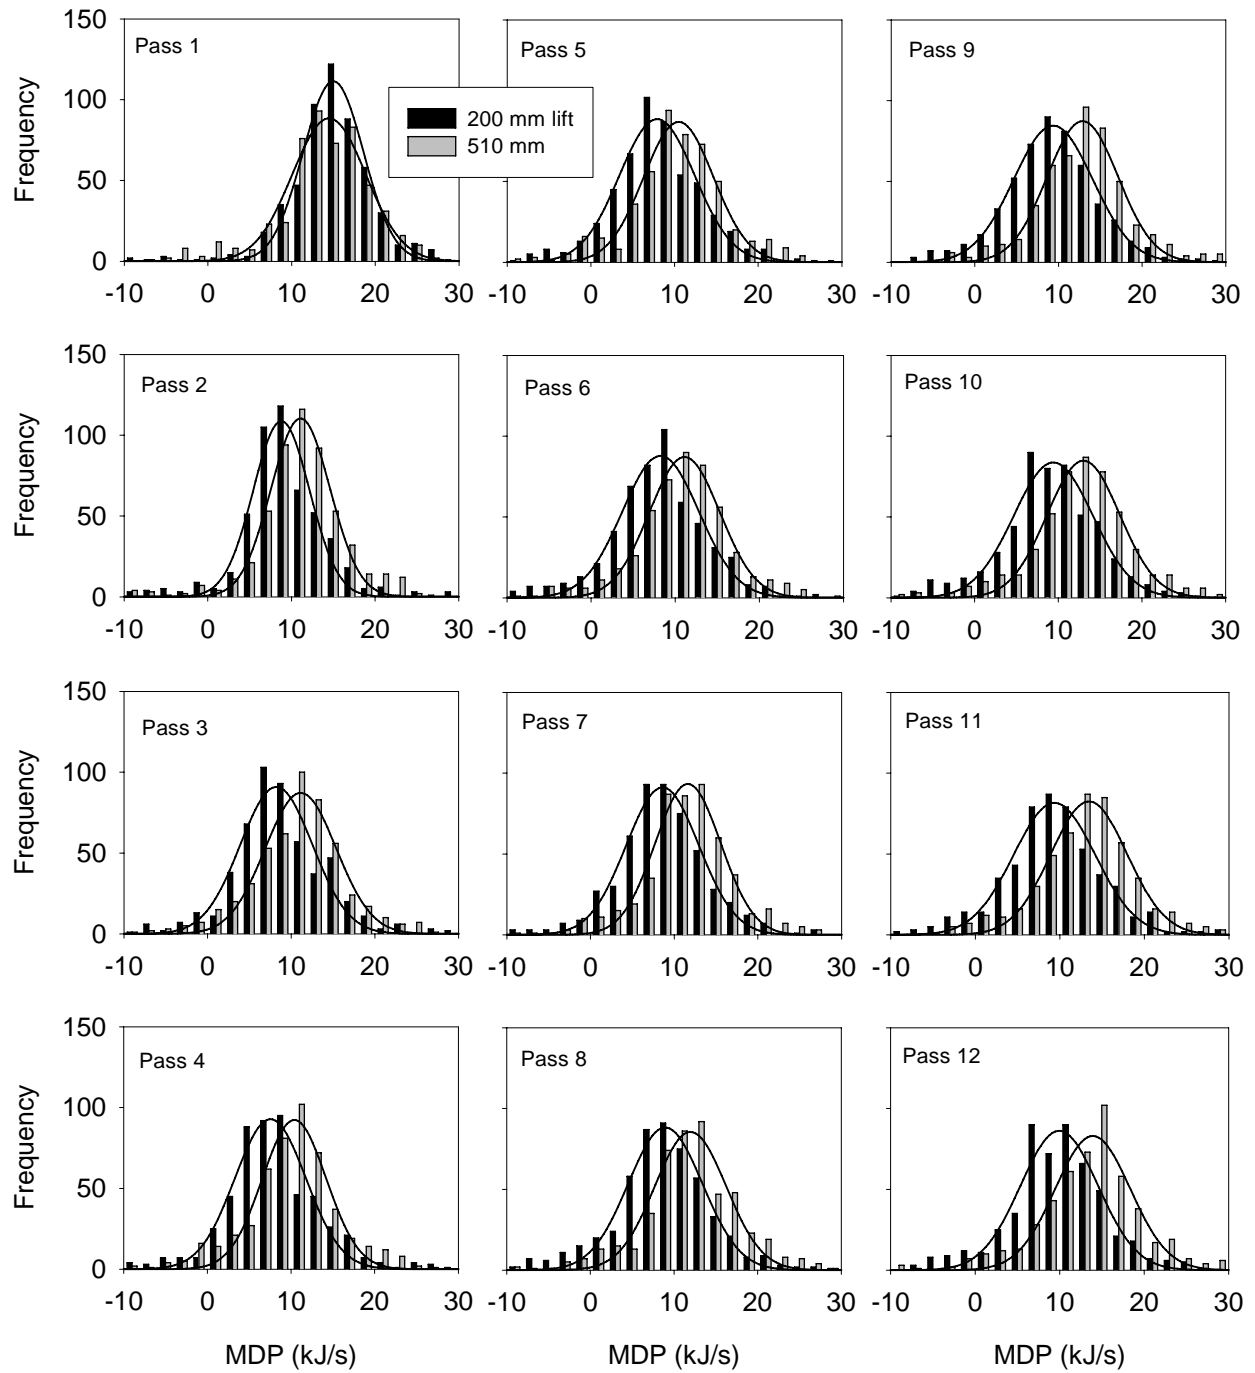 150
Pass 1
Pass 5
Pass 9
100
200 mm lift
510 mm
Frequency
50
0
-10 0 10 20 30
-10 0 10 20 30
-10 0 10 20 30
150
Pass 2
Pass 6
Pass 10
100
Frequency
50
0
-10 0 10 20 30
-10 0 10 20 30
-10 0 10 20 30
150
Pass 3
Pass 7
Pass 11
100
Frequency
50
0
-10 0 10 20 30
-10 0 10 20 30
-10 0 10 20 30
150
Pass 4
Pass 8
Pass 12
100
Frequency
50
0
-10 0 10 20 30
-10 0 10 20 30
-10 0 10 20 30
MDP (kJ/s)
MDP (kJ/s)
MDP (kJ/s)